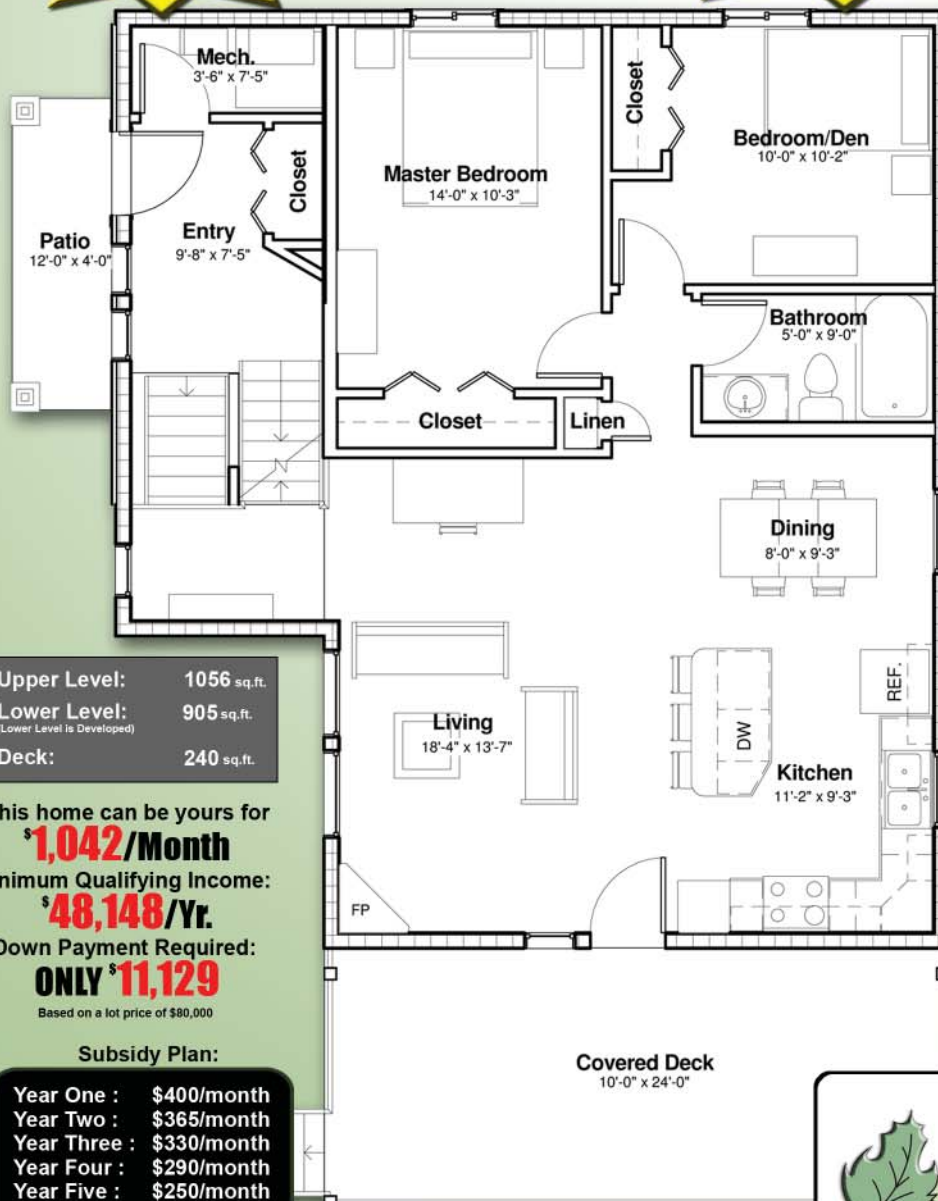 Mech.
3'-6" x 7'-5"
Closet
Bedroom/Den
10'-0" x 10'-2"
Master Bedroom
14'-0" x 10'-3"
Closet
Patio
12'-0" x 4'-0"
Entry
9'-8" x 7'-5"
Bathroom
5'-0" x 9'-0"
Closet
Linen
Dining
8'-0" x 9'-3"
Upper Level: 1056 sq.ft.
Lower Level: 905 sq.ft.
(Lower Level is Developed)
Deck: 240 sq.ft.
Living
18'-4" x 13'-7"
DW
REF.
Kitchen
11'-2" x 9'-3"
FP
his home can be yours for
$1,042/Month
nimum Qualifying Income:
$48,148/Yr.
Down Payment Required:
ONLY $11,129
Based on a lot price of $80,000
Subsidy Plan:
Year One : $400/month
Year Two : $365/month
Year Three : $330/month
Year Four : $290/month
Year Five : $250/month
Covered Deck
10'-0" x 24'-0"
N